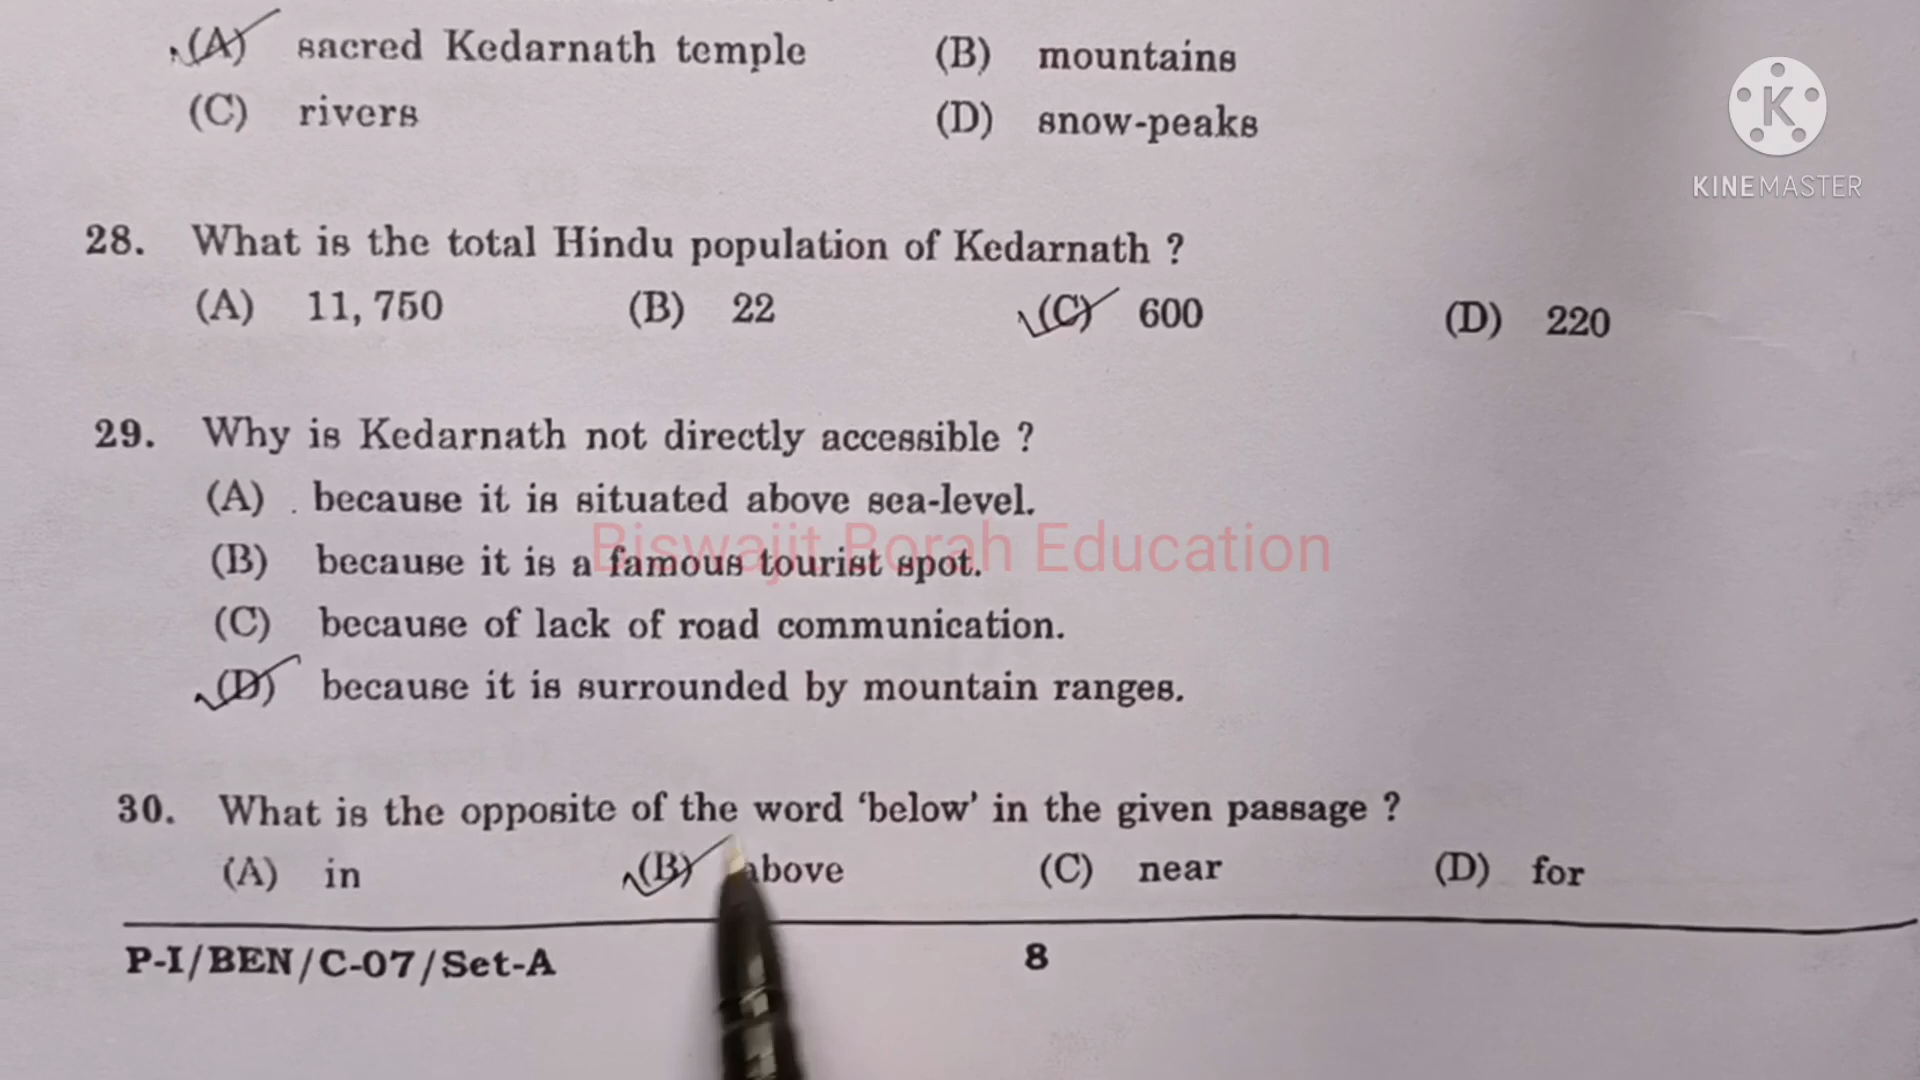 (A) sacred Kedarnath temple (B) mountains
(C) rivers (D) snow-peaks
K
KINEMASTER
28. What is the total Hindu population of Kedarnath ?
(A) 11, 750 (B) 22 (C) 600 (D) 220
29. Why is Kedarnath not directly accessible ?
(A) . because it is situated above sea-level.
Biswajit Borah Education
(B) because it is a famous tourist spot.
(C) because of lack of road communication.
(D) because it is surrounded by mountain ranges.
30. What is the opposite of the word ‘below’ in the given passage ?
(A) in (B) above (C) near (D) for
P-I/BEN/C-07/Set-A 8